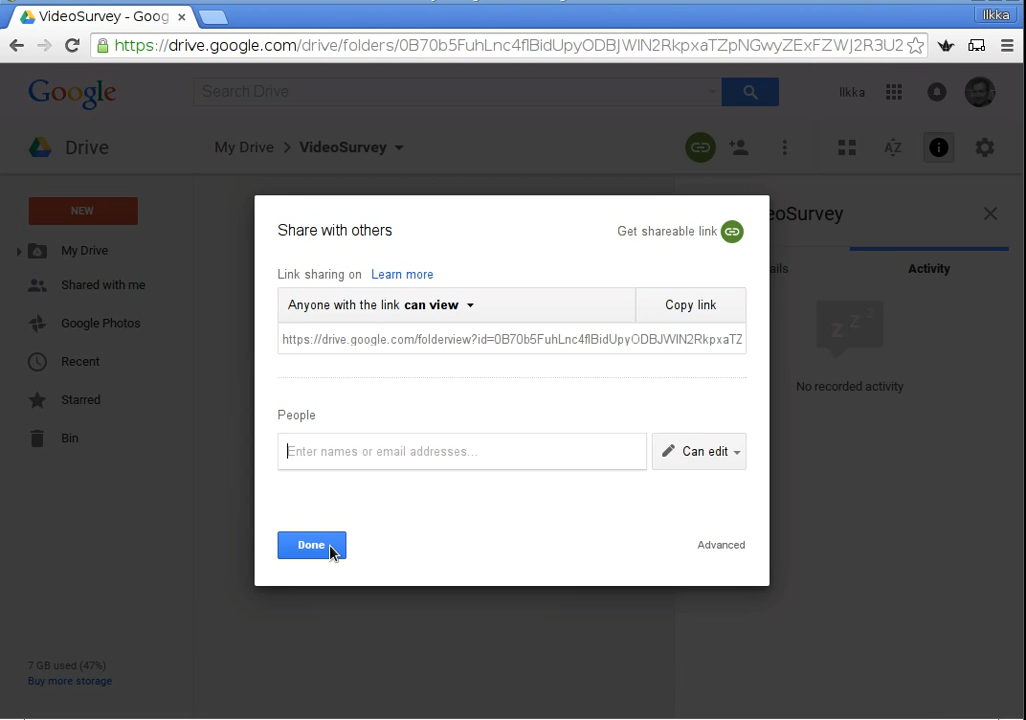 VideoSurvey - Goog
Ilkka
https://drive.google.com/drive/folders/0B70b5FuhLnc4flBidUpyODBJWlN2RkpxaTZpNGwyZExFZWJ2R3U2
Google
Search Drive
Ilkka
Drive
My Drive
VideoSurvey
AZ
NEW
My Drive
Shared with me
Google Photos
Recent
Starred
Bin
7 GB used (47%)
Buy more storage
Share with others
Get shareable link
Link sharing on Learn more
Anyone with the link can view
Copy link
https://drive.google.com/folderview?id=0B70b5FuhLnc4flBidUpyODBJWlN2RkpxaTZ
People
Enter names or email addresses...
Can edit
Done
Advanced
eoSurvey
ails
Activity
z z z
No recorded activity